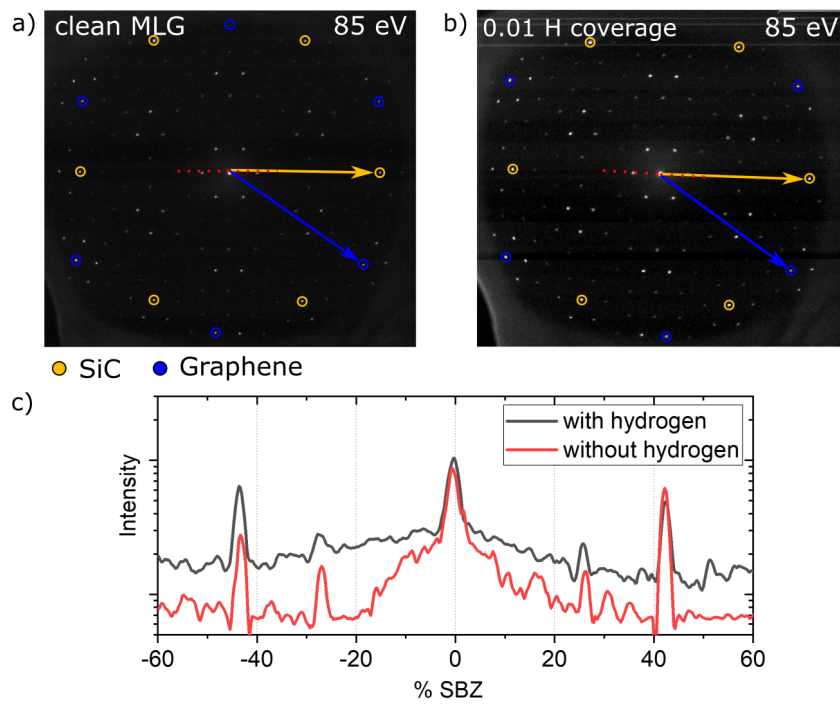 a) clean MLG 85 eV
b) 0.01 H coverage 85 eV
SiC Graphene
c)
with hydrogen
without hydrogen
Intensity
-60 -40 -20 0 20 40 60
% SBZ